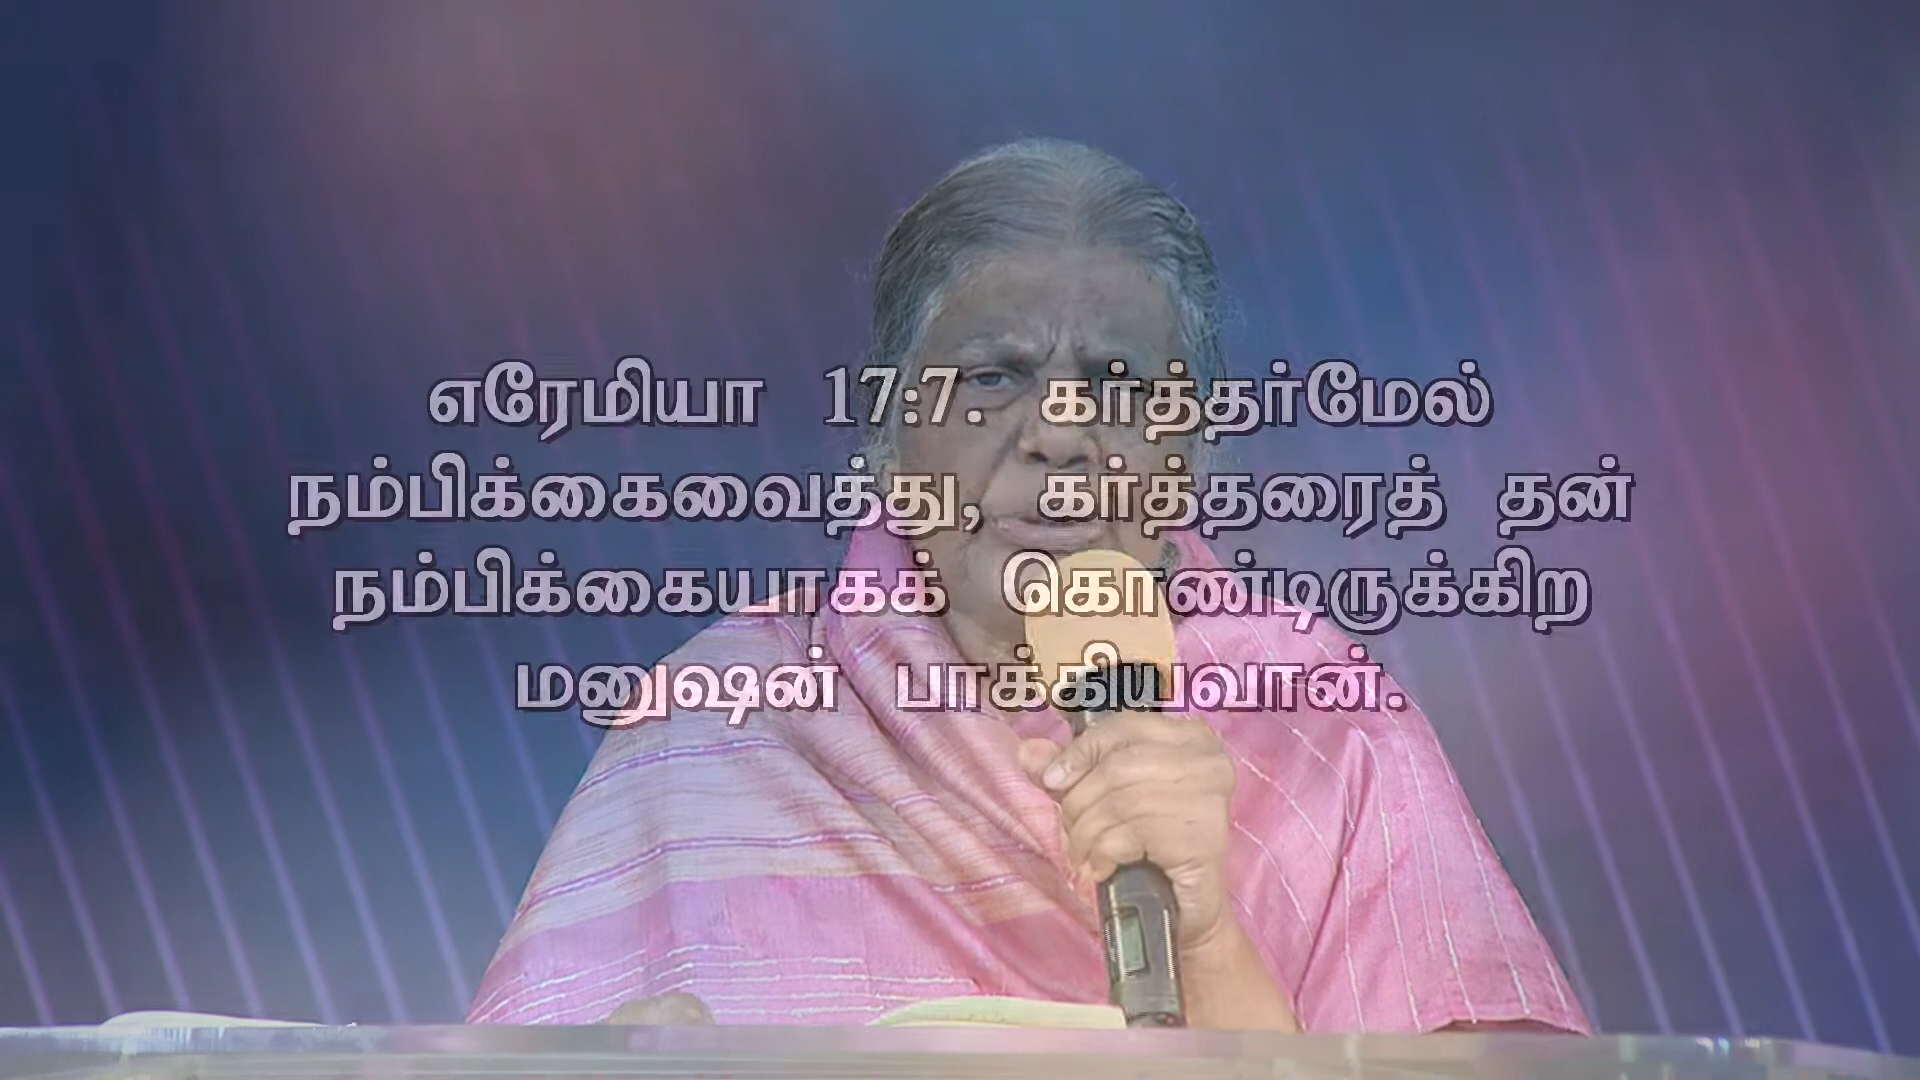 எரேமியா 17:7. கர்த்தர்மேல்
நம்பிக்கைவைத்து, கர்த்தரைத் தன்
நம்பிக்கையாகக் கொண்டிருக்கிற
மனுஷன் பாக்கியவான்.